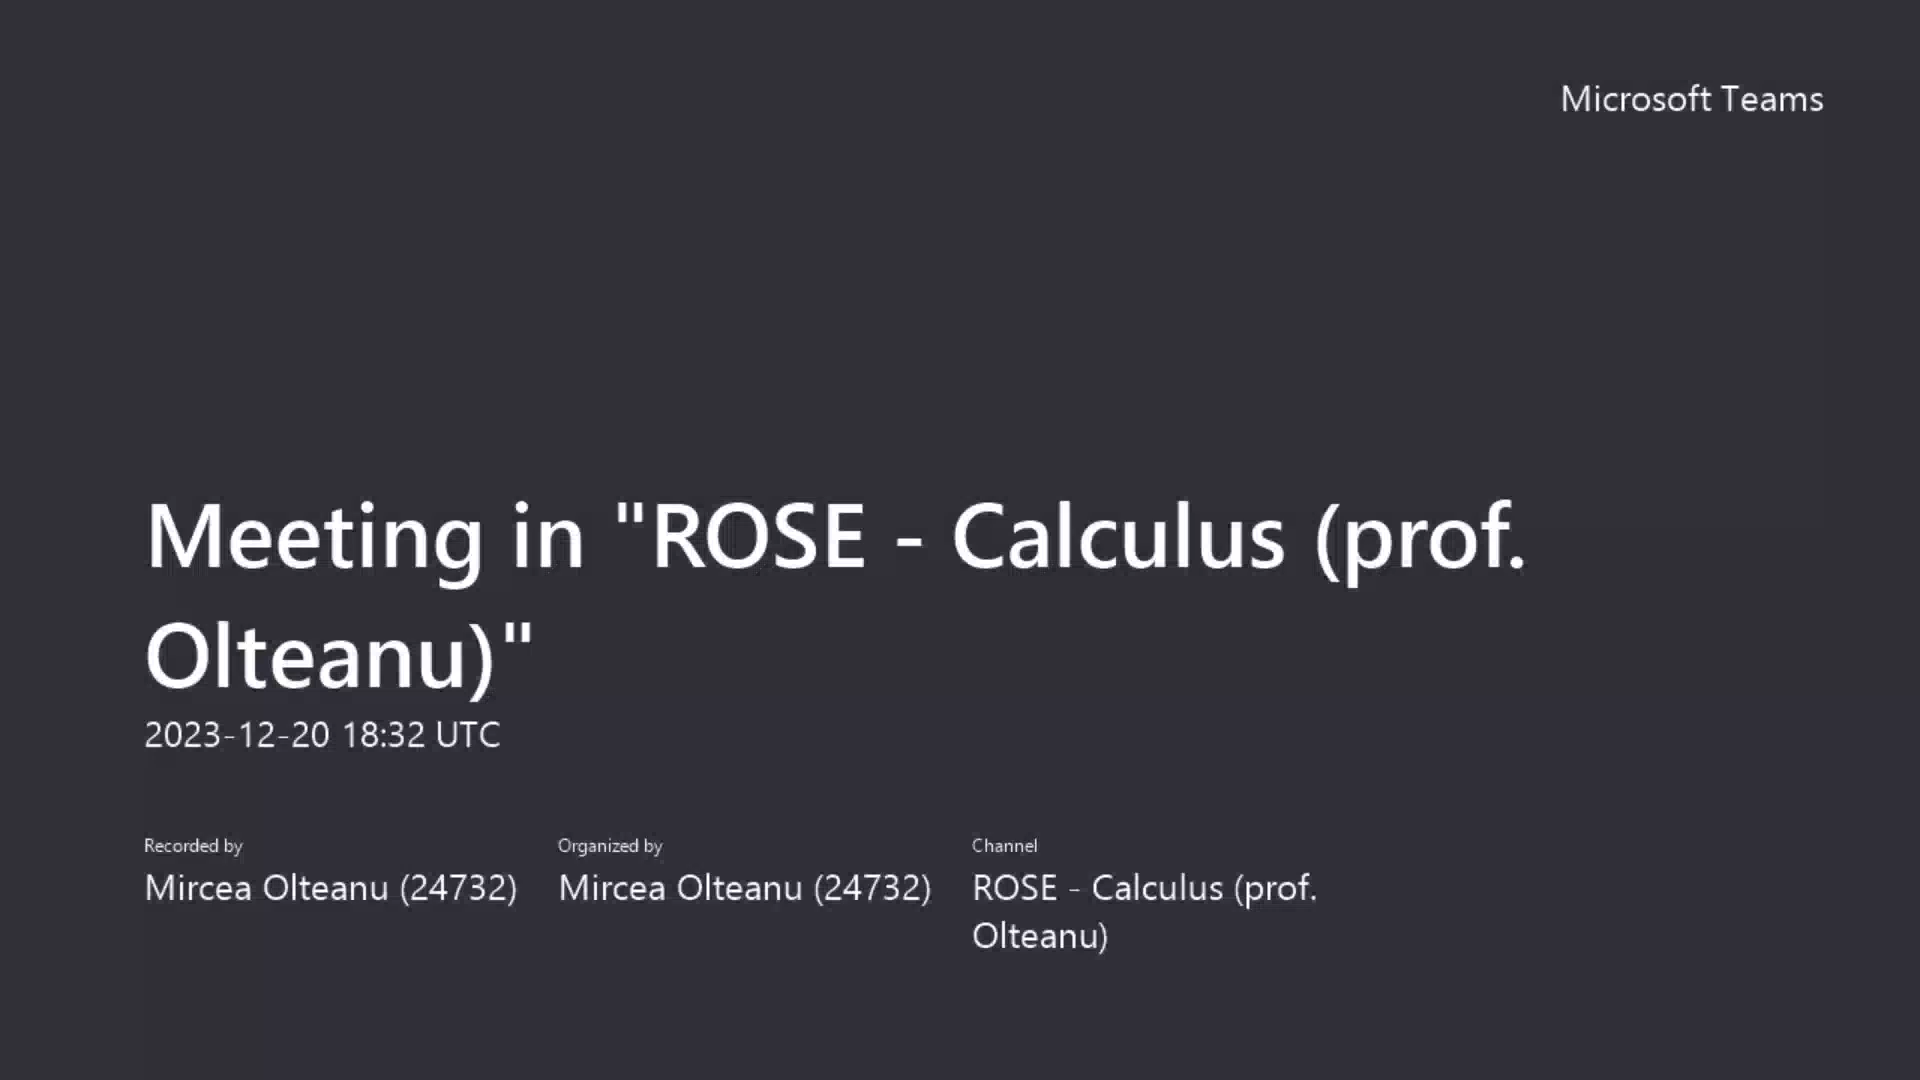 Microsoft Teams
Meeting in "ROSE - Calculus (prof.
Olteanu)"
2023-12-20 18:32 UTC
Recorded by
Mircea Olteanu (24732)
Organized by
Mircea Olteanu (24732)
Channel
ROSE - Calculus (prof.
Olteanu)